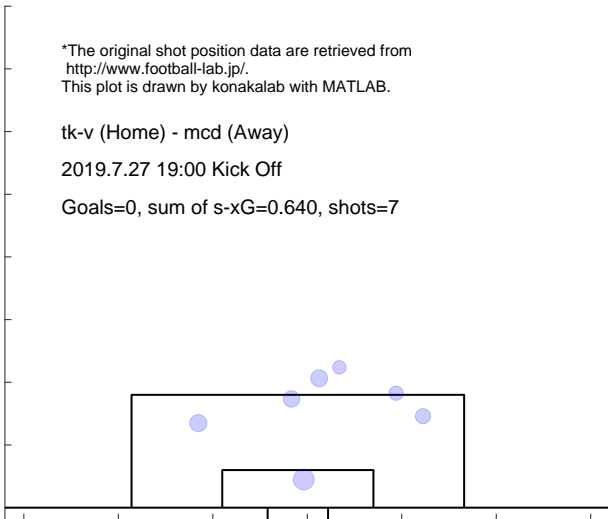 *The original shot position data are retrieved from
http://www.football-lab.jp/.
This plot is drawn by konakalab with MATLAB.
tk-v (Home) - mcd (Away)
2019.7.27 19:00 Kick Off
Goals=0, sum of s-xG=0.640, shots=7